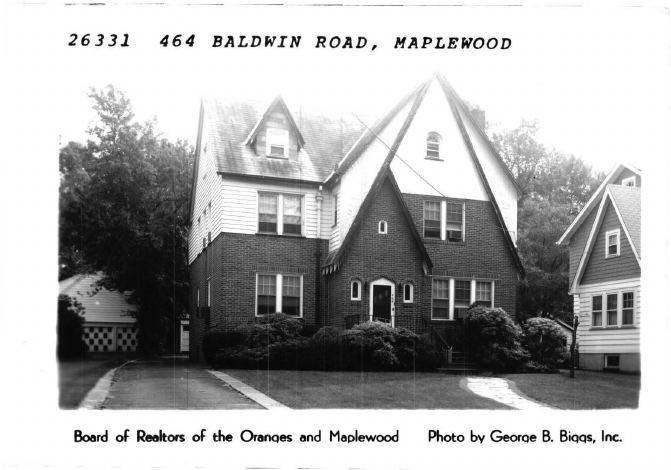 26331 464 BALDWIN ROAD, MAPLEWOOD
Board of Realtors of the Oranges and Maplewood Photo by George B. Biggs, Inc.